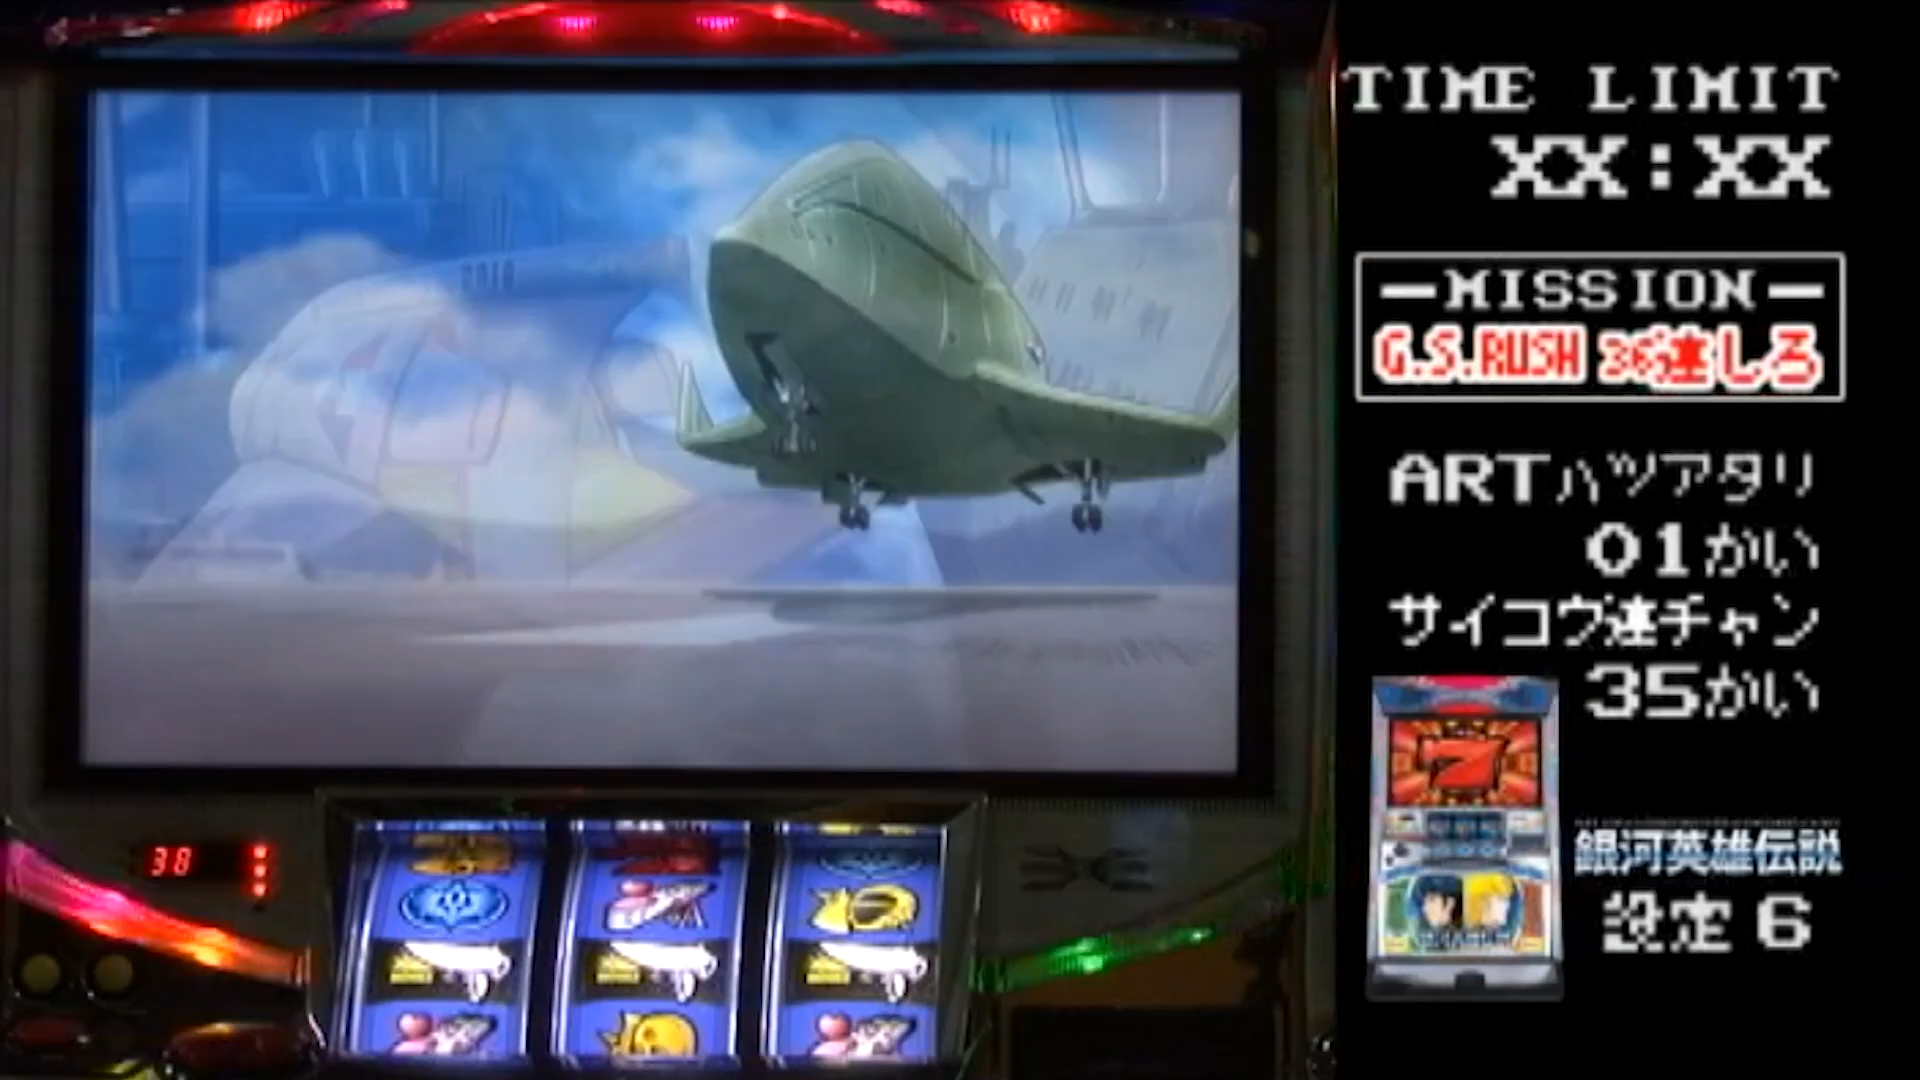 TIME LIMIT
XX:XX
MISSION
G.S.RUSH 36連しろ
ARTハツアタリ
01かい
サイコウ連チャン
35かい
銀河英雄伝説
設定 6
38